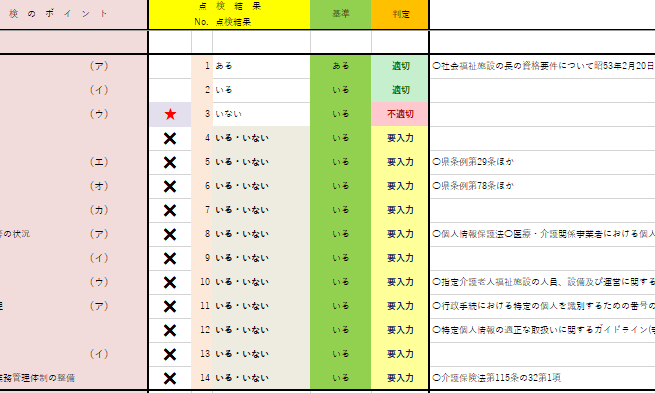 検 の ポ イ ン ト 点 検 結 果 基準 判定
No. 点検結果
（ア） 1 ある ある 適切 〇社会福祉施設の長の資格要件について昭53年2月20日
（イ） 2 いる いる 適切
（ウ） ★ 3 いない いる 不適切
× 4 いる・いない いる 要入力
（エ） × 5 いる・いない いる 要入力 〇県条例第29条ほか
（オ） × 6 いる・いない いる 要入力 〇県条例第78条ほか
（カ） × 7 いる・いない いる 要入力
の状況 （ア） × 8 いる・いない いる 要入力 〇個人情報保護法〇医療・介護関係事業者における個人
（イ） × 9 いる・いない いる 要入力
（ウ） × 10 いる・いない いる 要入力 〇指定介護老人福祉施設の人員、設備及び運営に関する
（ア） × 11 いる・いない いる 要入力 〇行政手続における特定の個人を識別するための番号の
× 12 いる・いない いる 要入力 〇特定個人情報の適正な取扱いに関するガイドライン
（イ） × 13 いる・いない いる 要入力
務管理体制の整備 × 14 いる・いない いる 要入力 〇介護保険法第115条の32第1項